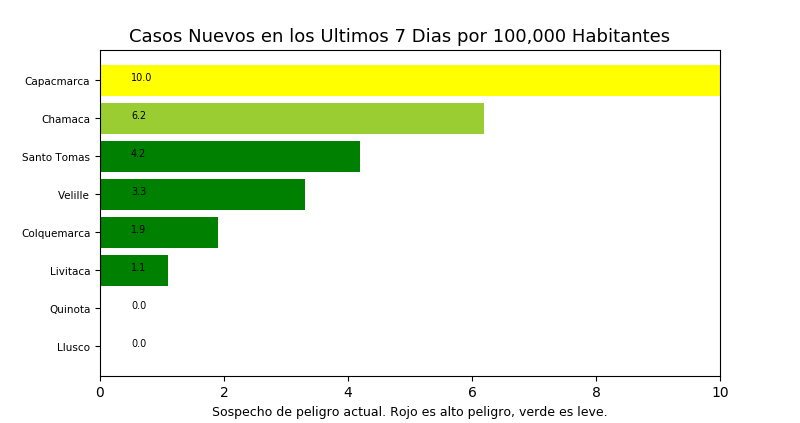 Casos Nuevos en los Ultimos 7 Dias por 100,000 Habitantes
Capacmarca 10.0
Chamaca 6.2
Santo Tomas 4.2
Velille 3.3
Colquemarca 1.9
Livitaca 1.1
Quinota 0.0
Llusco 0.0
0 2 4 6 8 10
Sospecho de peligro actual. Rojo es alto peligro, verde es leve.